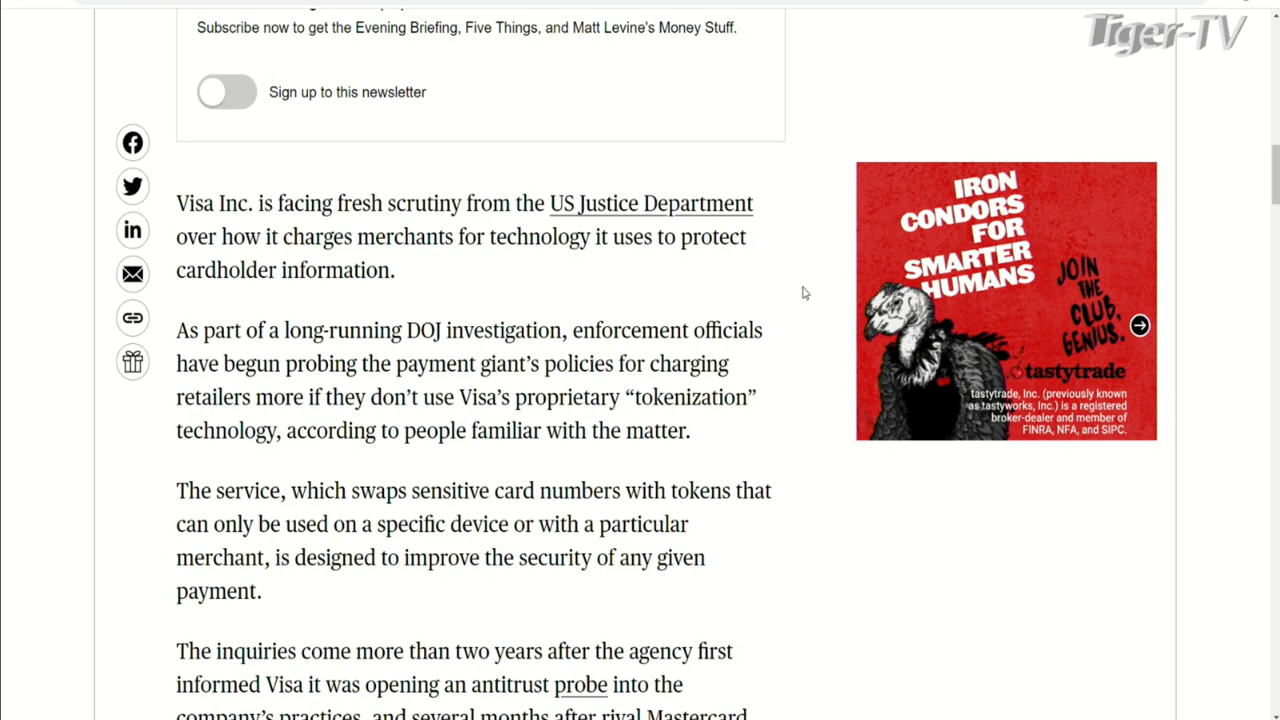 Tiger-TV
Subscribe now to get the Evening Briefing, Five Things, and Matt Levine's Money Stuff.
Sign up to this newsletter
Visa Inc. is facing fresh scrutiny from the US Justice Department
over how it charges merchants for technology it uses to protect
cardholder information.
As part of a long-running DOJ investigation, enforcement officials
have begun probing the payment giant’s policies for charging
retailers more if they don’t use Visa’s proprietary “tokenization”
technology, according to people familiar with the matter.
The service, which swaps sensitive card numbers with tokens that
can only be used on a specific device or with a particular
merchant, is designed to improve the security of any given
payment.
The inquiries come more than two years after the agency first
informed Visa it was opening an antitrust probe into the
company’s practices, and several months after rival Mastercard
IRON
CONDORS
FOR
SMARTER
HUMANS
JOIN
THE
CLUB,
GENIUS.
tastytrade
tastytrade, Inc. (previously known
as tastyworks, Inc.) is a registered
broker-dealer and member of
FINRA, NFA, and SIPC.